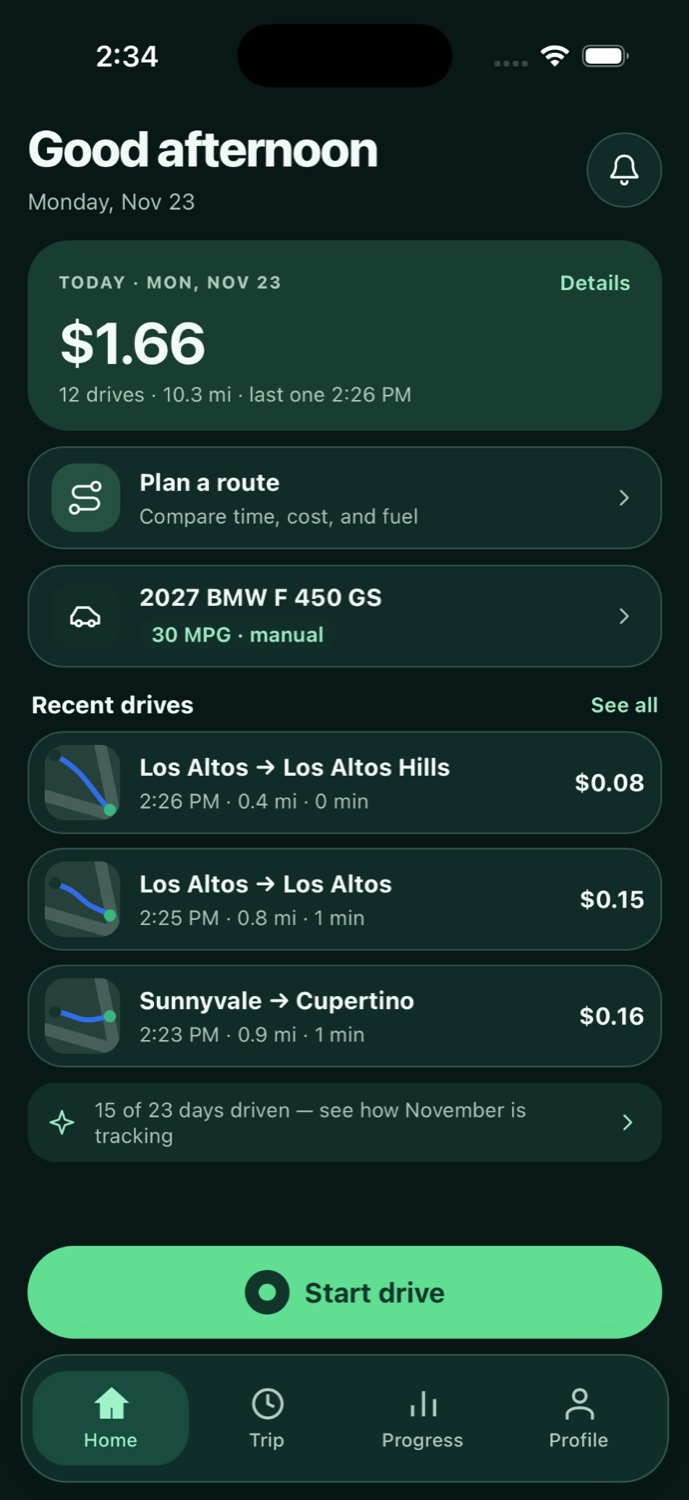 2:34
Good afternoon
Monday, Nov 23
TODAY · MON, NOV 23
Details
$1.66
12 drives · 10.3 mi · last one 2:26 PM
Plan a route
Compare time, cost, and fuel
2027 BMW F 450 GS
30 MPG · manual
Recent drives
See all
Los Altos → Los Altos Hills
2:26 PM · 0.4 mi · 0 min
$0.08
Los Altos → Los Altos
2:25 PM · 0.8 mi · 1 min
$0.15
Sunnyvale → Cupertino
2:23 PM · 0.9 mi · 1 min
$0.16
15 of 23 days driven — see how November is
tracking
Start drive
Home
Trip
Progress
Profile